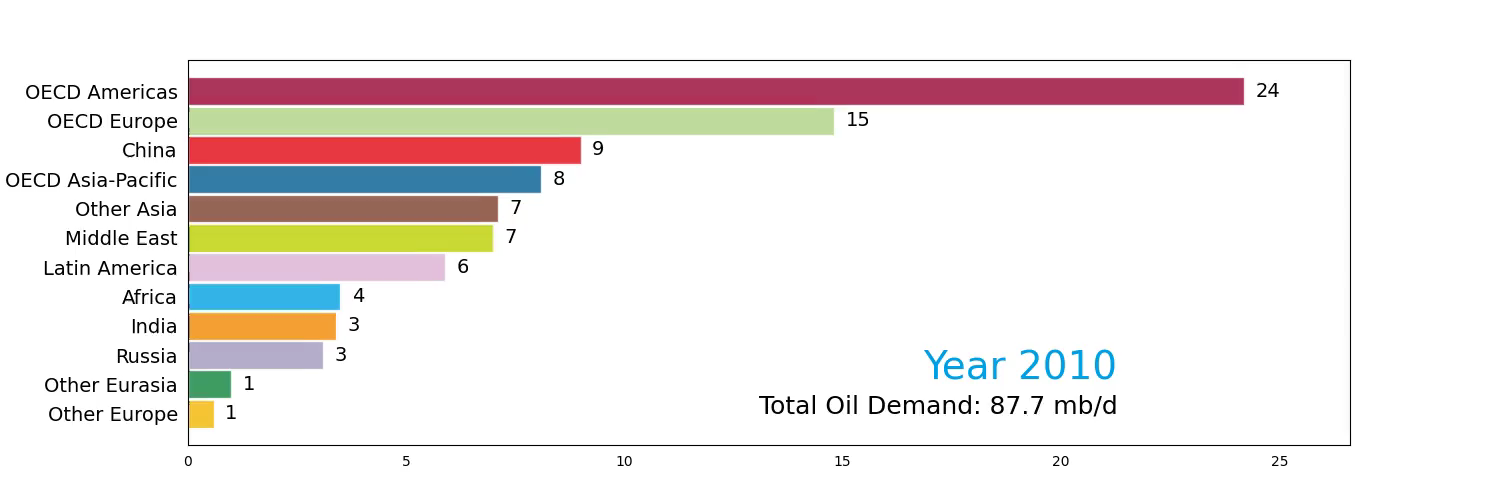 OECD Americas 24
OECD Europe 15
China 9
OECD Asia-Pacific 8
Other Asia 7
Middle East 7
Latin America 6
Africa 4
India 3
Russia 3
Year 2010
Other Eurasia 1
Total Oil Demand: 87.7 mb/d
Other Europe 1
0 5 10 15 20 25